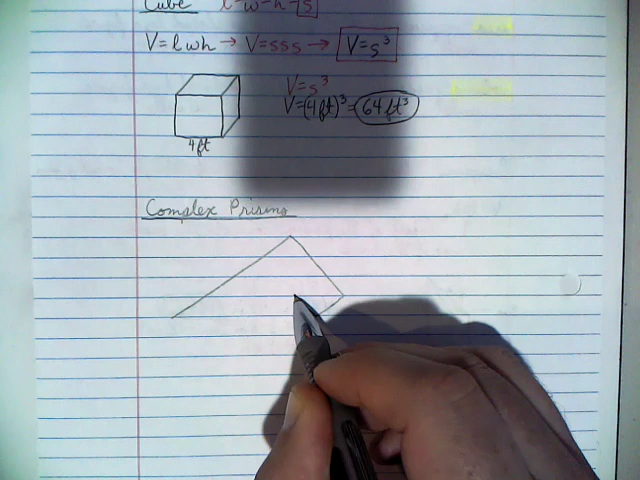 Cube l=w=h=s
V=lwh → V=sss → V=s³
V=s³
V=(4ft)³=64ft³
4ft
Complex Prisms